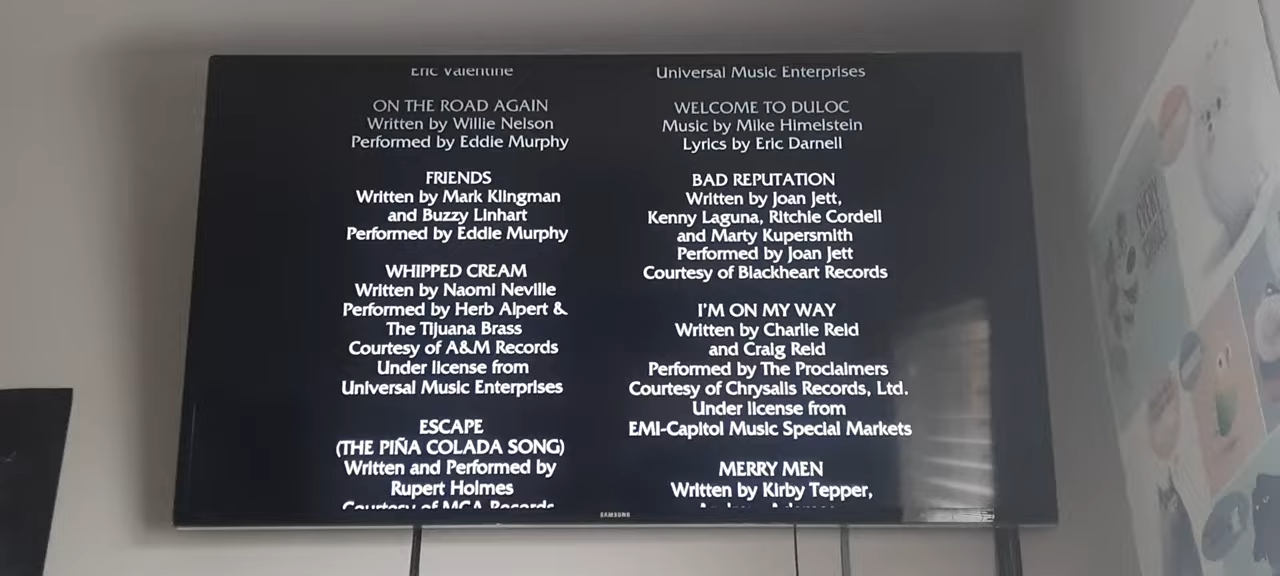 Eric Valentine
ON THE ROAD AGAIN
Written by Willie Nelson
Performed by Eddie Murphy
FRIENDS
Written by Mark Klingman
and Buzzy Linhart
Performed by Eddie Murphy
WHIPPED CREAM
Written by Naomi Neville
Performed by Herb Alpert &
The Tijuana Brass
Courtesy of A&M Records
Under license from
Universal Music Enterprises
ESCAPE
(THE PIÑA COLADA SONG)
Written and Performed by
Rupert Holmes
Courtesy of MCA Records
Universal Music Enterprises
WELCOME TO DULOC
Music by Mike Himelstein
Lyrics by Eric Darnell
BAD REPUTATION
Written by Joan Jett,
Kenny Laguna, Ritchie Cordell
and Marty Kupersmith
Performed by Joan Jett
Courtesy of Blackheart Records
I'M ON MY WAY
Written by Charlie Reid
and Craig Reid
Performed by The Proclaimers
Courtesy of Chrysalis Records, Ltd.
Under license from
EMI-Capitol Music Special Markets
MERRY MEN
Written by Kirby Tepper,
SAMSUNG